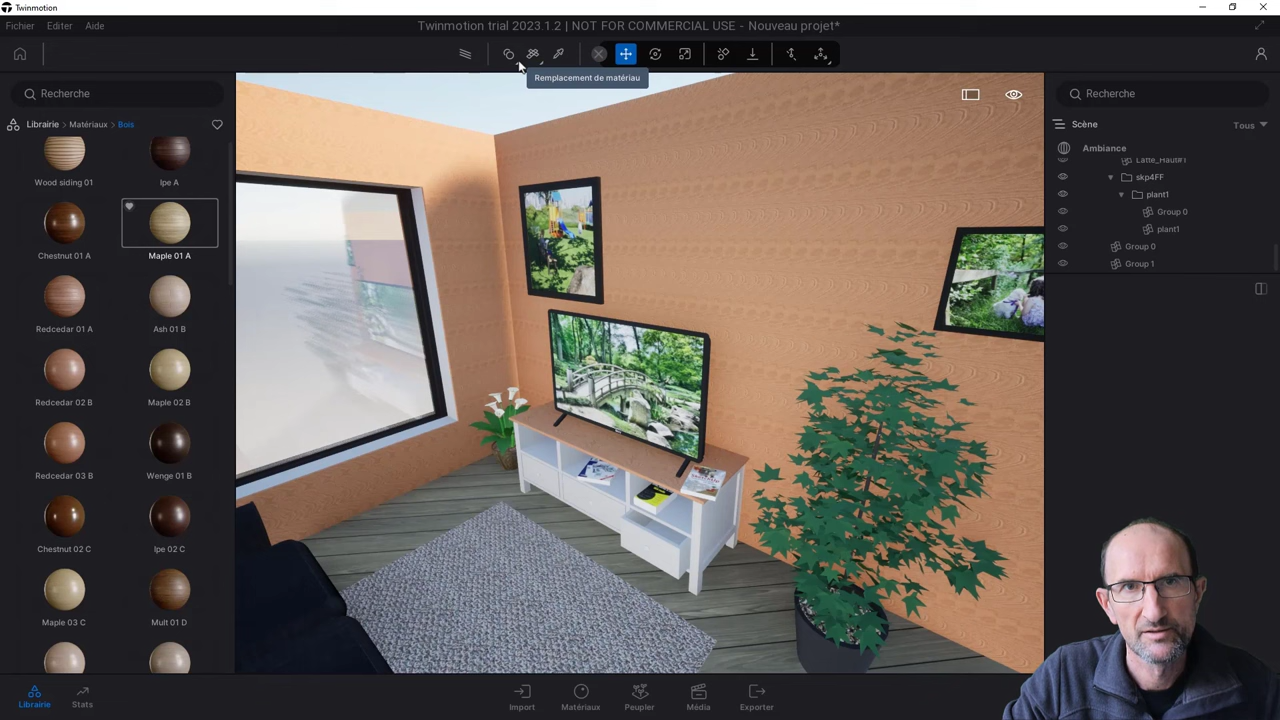 Twinmotion
Fichier Editer Aide
Twinmotion trial 2023.1.2 | NOT FOR COMMERCIAL USE - Nouveau projet*
Remplacement de matériau
Recherche
Librairie > Matériaux > Bois
Wood siding 01 Ipe A
Chestnut 01 A Maple 01 A
Redcedar 01 A Ash 01 B
Redcedar 02 B Maple 02 B
Redcedar 03 B Wenge 01 B
Chestnut 02 C Ipe 02 C
Maple 03 C Mult 01 D
Recherche
Scène Tous
Ambiance
Latte_Haut#1
skp4FF
plant1
Group 0
plant1
Group 0
Group 1
Librairie Stats Import Matériaux Peupler Média Exporter